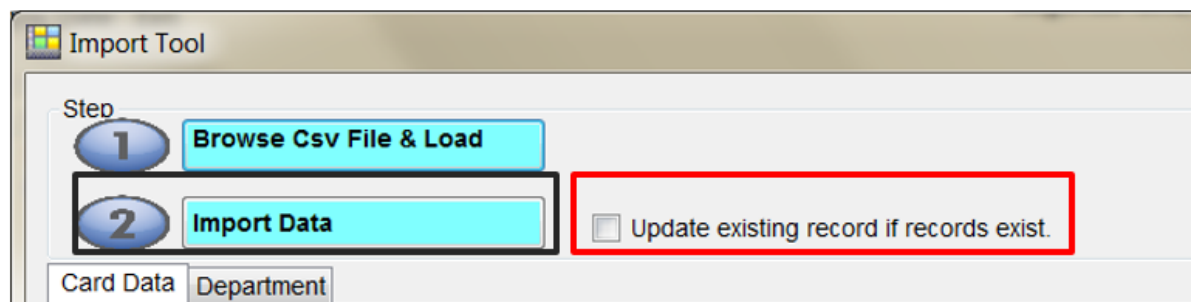 Import Tool
Step
1 Browse Csv File & Load
2 Import Data Update existing record if records exist.
Card Data Department